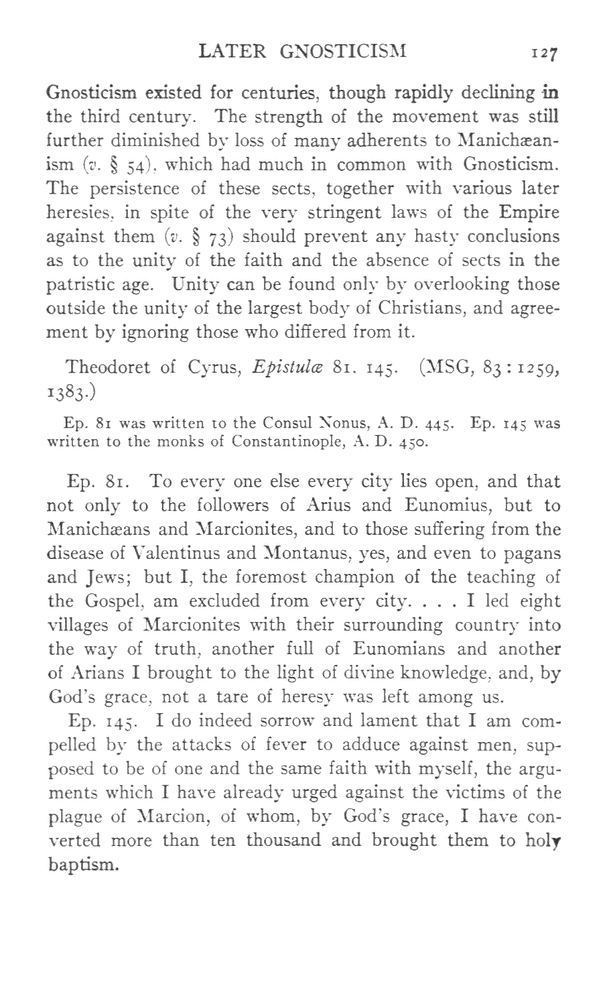 LATER GNOSTICISM 127
Gnosticism existed for centuries, though rapidly declining in
the third century. The strength of the movement was still
further diminished by loss of many adherents to Manichæan-
ism (v. § 54), which had much in common with Gnosticism.
The persistence of these sects, together with various later
heresies, in spite of the very stringent laws of the Empire
against them (v. § 73) should prevent any hasty conclusions
as to the unity of the faith and the absence of sects in the
patristic age. Unity can be found only by overlooking those
outside the unity of the largest body of Christians, and agree-
ment by ignoring those who differed from it.
Theodoret of Cyrus, Epistulæ 81. 145. (MSG, 83 : 1259,
1383.)
Ep. 81 was written to the Consul Nonus, A. D. 445. Ep. 145 was
written to the monks of Constantinople, A. D. 450.
Ep. 81. To every one else every city lies open, and that
not only to the followers of Arius and Eunomius, but to
Manichæans and Marcionites, and to those suffering from the
disease of Valentinus and Montanus, yes, and even to pagans
and Jews; but I, the foremost champion of the teaching of
the Gospel, am excluded from every city. . . . I led eight
villages of Marcionites with their surrounding country into
the way of truth, another full of Eunomians and another
of Arians I brought to the light of divine knowledge, and, by
God's grace, not a tare of heresy was left among us.
Ep. 145. I do indeed sorrow and lament that I am com-
pelled by the attacks of fever to adduce against men, sup-
posed to be of one and the same faith with myself, the argu-
ments which I have already urged against the victims of the
plague of Marcion, of whom, by God's grace, I have con-
verted more than ten thousand and brought them to holy
baptism.